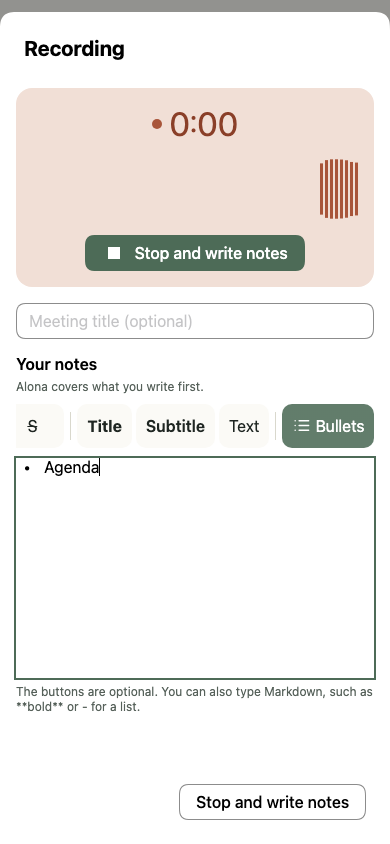 Recording
0:00
Stop and write notes
Meeting title (optional)
Your notes
Alona covers what you write first.
S Title Subtitle Text Bullets
• Agenda
The buttons are optional. You can also type Markdown, such as
**bold** or - for a list.
Stop and write notes